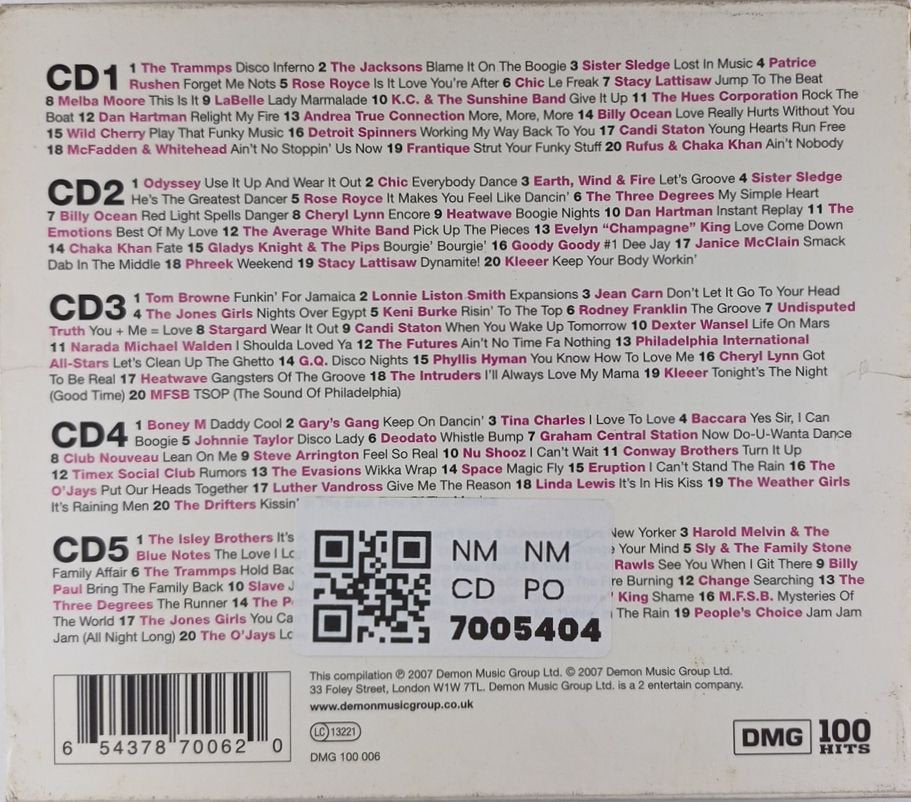 CD1 1 The Trammps Disco Inferno 2 The Jacksons Blame It On The Boogie 3 Sister Sledge Lost In Music 4 Patrice
Rushen Forget Me Nots 5 Rose Royce Is It Love You're After 6 Chic Le Freak 7 Stacy Lattisaw Jump To The Beat
8 Melba Moore This Is It 9 LaBelle Lady Marmalade 10 K.C. & The Sunshine Band Give It Up 11 The Hues Corporation Rock The
Boat 12 Dan Hartman Relight My Fire 13 Andrea True Connection More, More, More 14 Billy Ocean Love Really Hurts Without You
15 Wild Cherry Play That Funky Music 16 Detroit Spinners Working My Way Back To You 17 Candi Staton Young Hearts Run Free
18 McFadden & Whitehead Ain't No Stoppin' Us Now 19 Frantique Strut Your Funky Stuff 20 Rufus & Chaka Khan Ain't Nobody
CD2 1 Odyssey Use It Up And Wear It Out 2 Chic Everybody Dance 3 Earth, Wind & Fire Let's Groove 4 Sister Sledge
He's The Greatest Dancer 5 Rose Royce It Makes You Feel Like Dancin' 6 The Three Degrees My Simple Heart
7 Billy Ocean Red Light Spells Danger 8 Cheryl Lynn Encore 9 Heatwave Boogie Nights 10 Dan Hartman Instant Replay 11 The
Emotions Best Of My Love 12 The Average White Band Pick Up The Pieces 13 Evelyn "Champagne" King Love Come Down
14 Chaka Khan Fate 15 Gladys Knight & The Pips Bourgie' Bourgie' 16 Goody Goody #1 Dee Jay 17 Janice McClain Smack
Dab In The Middle 18 Phreek Weekend 19 Stacy Lattisaw Dynamite! 20 Kleeer Keep Your Body Workin'
CD3 1 Tom Browne Funkin' For Jamaica 2 Lonnie Liston Smith Expansions 3 Jean Carn Don't Let It Go To Your Head
4 The Jones Girls Nights Over Egypt 5 Keni Burke Risin' To The Top 6 Rodney Franklin The Groove 7 Undisputed
Truth You + Me = Love 8 Stargard Wear It Out 9 Candi Staton When You Wake Up Tomorrow 10 Dexter Wansel Life On Mars
11 Narada Michael Walden I Shoulda Loved Ya 12 The Futures Ain't No Time Fa Nothing 13 Philadelphia International
All-Stars Let's Clean Up The Ghetto 14 G.Q. Disco Nights 15 Phyllis Hyman You Know How To Love Me 16 Cheryl Lynn Got
To Be Real 17 Heatwave Gangsters Of The Groove 18 The Intruders I'll Always Love My Mama 19 Kleeer Tonight's The Night
(Good Time) 20 MFSB TSOP (The Sound Of Philadelphia)
CD4 1 Boney M Daddy Cool 2 Gary's Gang Keep On Dancin' 3 Tina Charles I Love To Love 4 Baccara Yes Sir, I Can
Boogie 5 Johnnie Taylor Disco Lady 6 Deodato Whistle Bump 7 Graham Central Station Now Do-U-Wanta Dance
8 Club Nouveau Lean On Me 9 Steve Arrington Feel So Real 10 Nu Shooz I Can't Wait 11 Conway Brothers Turn It Up
12 Timex Social Club Rumors 13 The Evasions Wikka Wrap 14 Space Magic Fly 15 Eruption I Can't Stand The Rain 16 The
O'Jays Put Our Heads Together 17 Luther Vandross Give Me The Reason 18 Linda Lewis It's In His Kiss 19 The Weather Girls
It's Raining Men 20 The Drifters Kissin'
CD5 1 The Isley Brothers It's New Yorker 3 Harold Melvin & The
Blue Notes The Love I Your Mind 5 Sly & The Family Stone
Family Affair 6 The Trammps Hold Rawls See You When I Git There 9 Billy
Paul Bring The Family Back 10 Slave Burning 12 Change Searching 13 The
Three Degrees The Runner 14 The King Shame 16 M.F.S.B. Mysteries Of
The World 17 The Jones Girls You The Rain 19 People's Choice Jam Jam
Jam (All Night Long) 20 The O'Jays
NM NM
CD PO
7005404
This compilation ℗ 2007 Demon Music Group Ltd. © 2007 Demon Music Group Ltd.
33 Foley Street, London W1W 7TL. Demon Music Group Ltd. is a 2 entertain company.
www.demonmusicgroup.co.uk
LC 13221
DMG 100 006
6 54378 70062 0
DMG 100
HITS